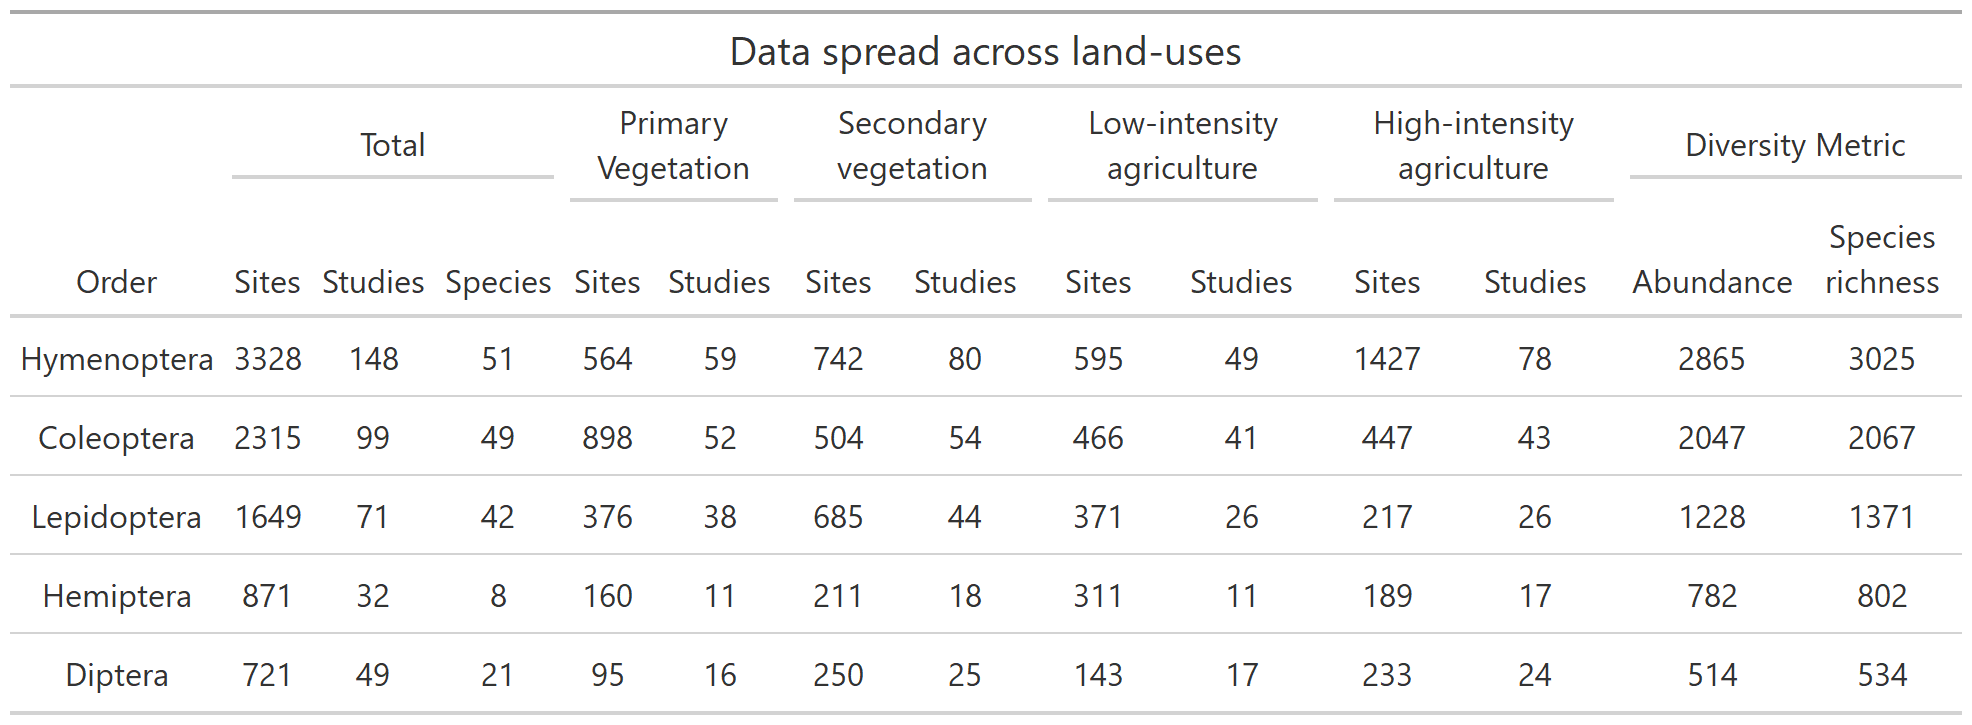 Data spread across land-uses
Total Primary Vegetation Secondary vegetation Low-intensity agriculture High-intensity agriculture Diversity Metric
Order Sites Studies Species Sites Studies Sites Studies Sites Studies Sites Studies Abundance Species richness
Hymenoptera 3328 148 51 564 59 742 80 595 49 1427 78 2865 3025
Coleoptera 2315 99 49 898 52 504 54 466 41 447 43 2047 2067
Lepidoptera 1649 71 42 376 38 685 44 371 26 217 26 1228 1371
Hemiptera 871 32 8 160 11 211 18 311 11 189 17 782 802
Diptera 721 49 21 95 16 250 25 143 17 233 24 514 534